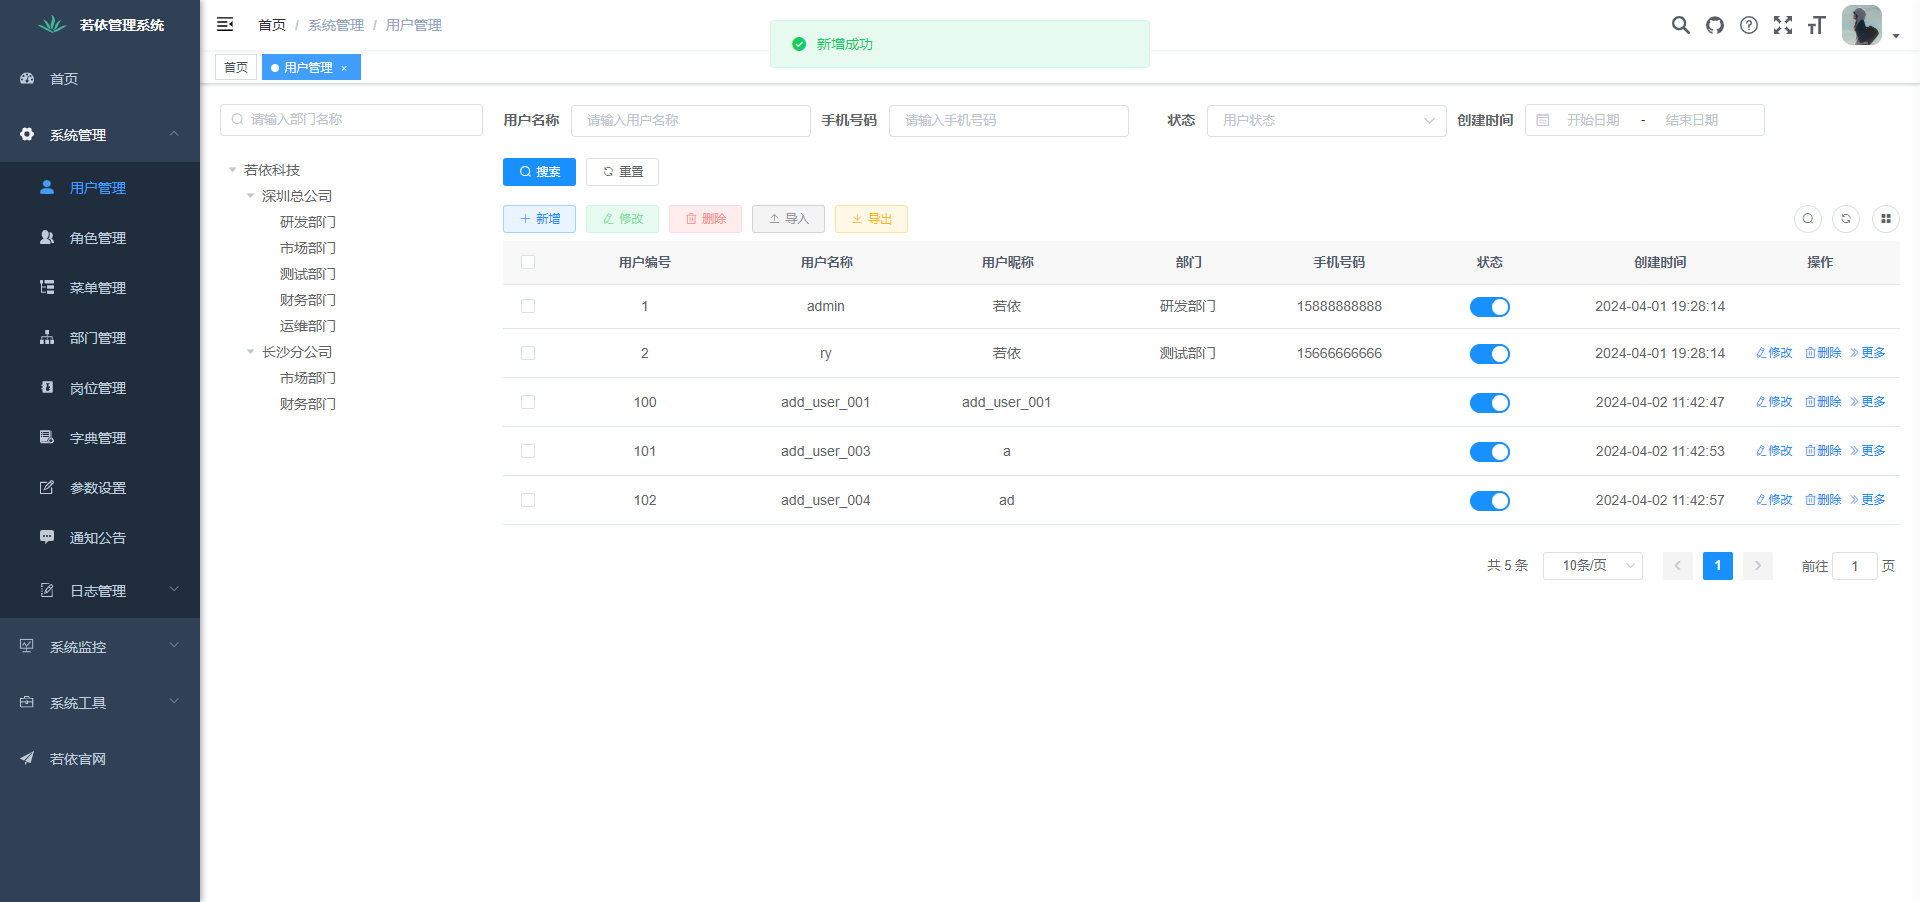 若依管理系统
首页
系统管理
用户管理
角色管理
菜单管理
部门管理
岗位管理
字典管理
参数设置
通知公告
日志管理
系统监控
系统工具
若依官网
首页 / 系统管理 / 用户管理
新增成功
首页
用户管理 ×
请输入部门名称
若依科技
深圳总公司
研发部门
市场部门
测试部门
财务部门
运维部门
长沙分公司
市场部门
财务部门
用户名称 请输入用户名称 手机号码 请输入手机号码 状态 用户状态 创建时间 开始日期 - 结束日期
搜索 重置
新增 修改 删除 导入 导出
用户编号 用户名称 用户昵称 部门 手机号码 状态 创建时间 操作
1 admin 若依 研发部门 15888888888 2024-04-01 19:28:14
2 ry 若依 测试部门 15666666666 2024-04-01 19:28:14 修改 删除 更多
100 add_user_001 add_user_001 2024-04-02 11:42:47 修改 删除 更多
101 add_user_003 a 2024-04-02 11:42:53 修改 删除 更多
102 add_user_004 ad 2024-04-02 11:42:57 修改 删除 更多
共 5 条 10条/页 1 前往 1 页